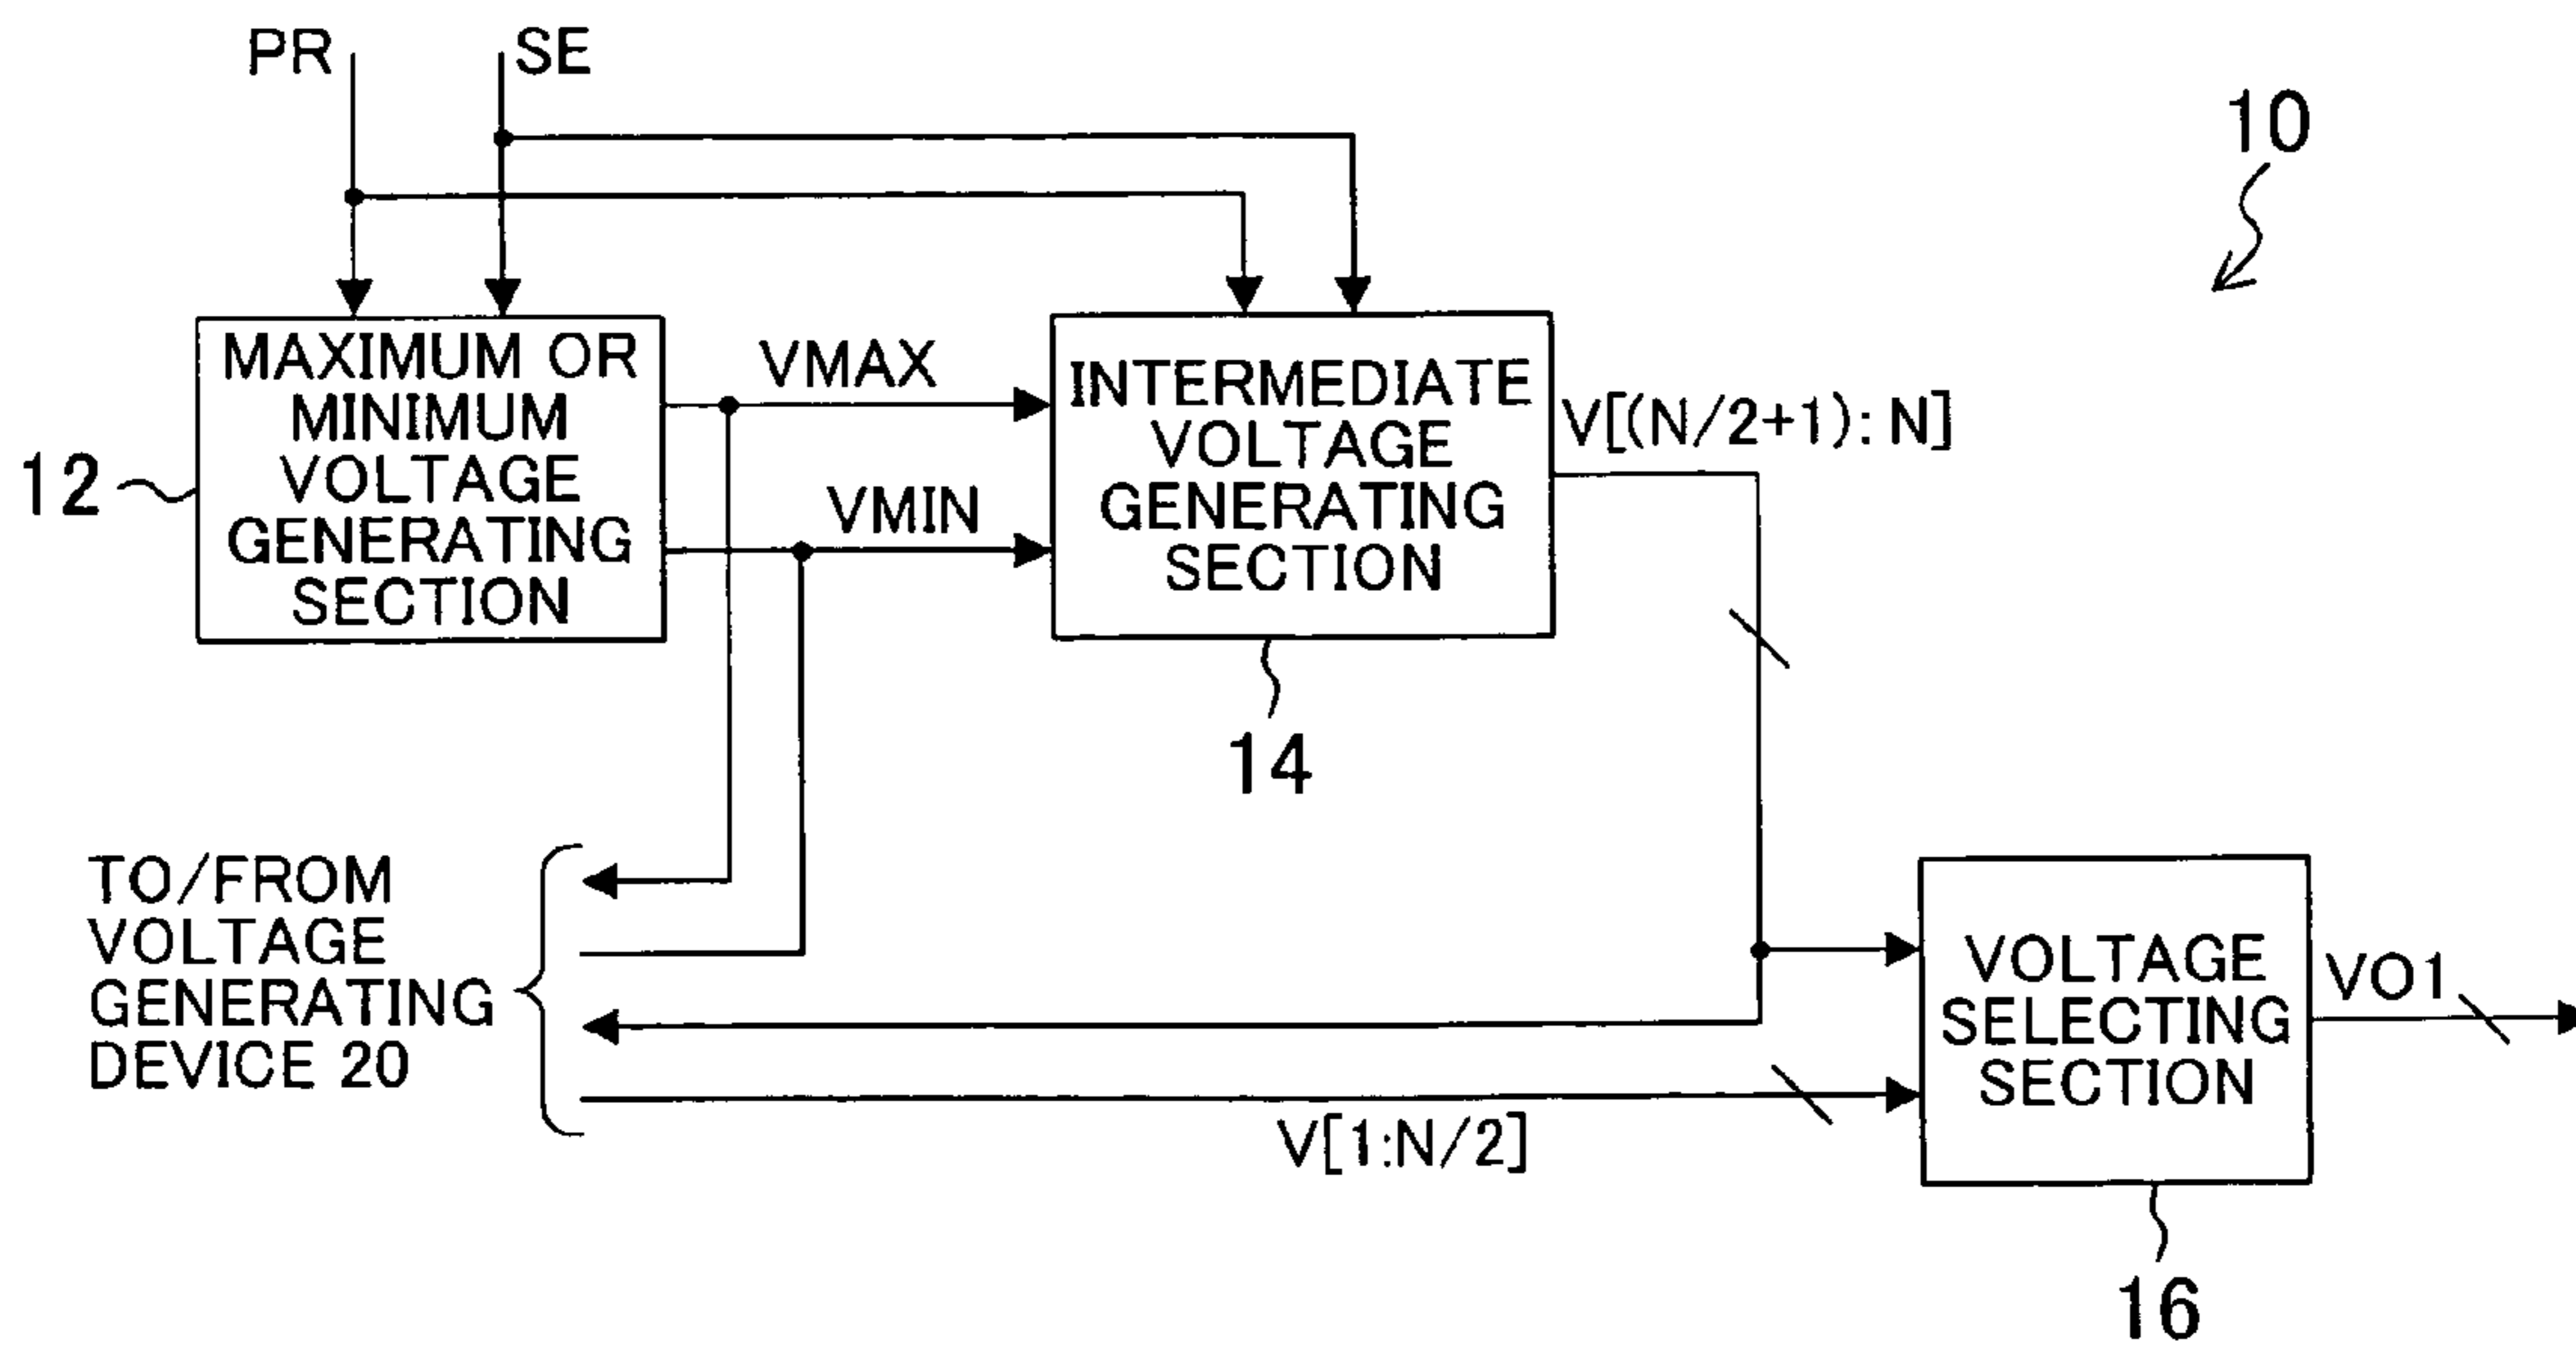 PR
SE
10
MAXIMUM OR
MINIMUM
VOLTAGE
GENERATING
SECTION
12
VMAX
VMIN
INTERMEDIATE
VOLTAGE
GENERATING
SECTION
14
V[(N/2+1):N]
TO/FROM
VOLTAGE
GENERATING
DEVICE 20
V[1:N/2]
VOLTAGE
SELECTING
SECTION
16
VO1